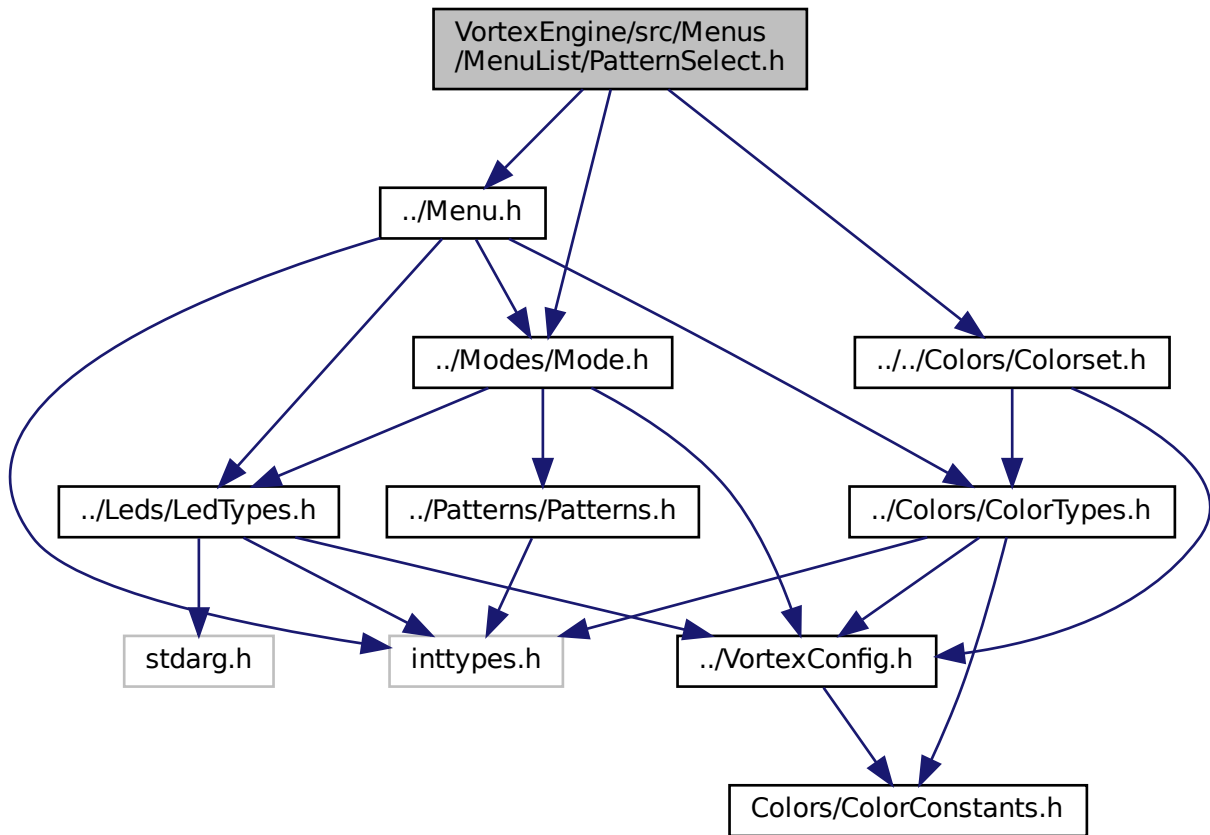 VortexEngine/src/Menus
/MenuList/PatternSelect.h
../Menu.h
../Modes/Mode.h
../../Colors/Colorset.h
../Leds/LedTypes.h
../Patterns/Patterns.h
../Colors/ColorTypes.h
stdarg.h
inttypes.h
../VortexConfig.h
Colors/ColorConstants.h